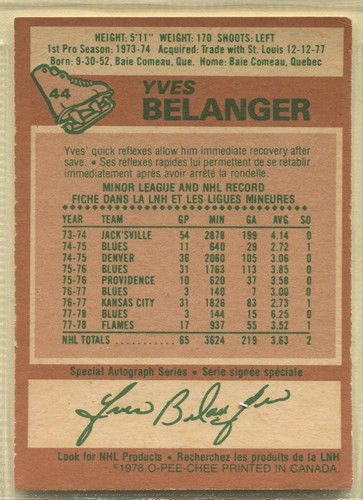 HEIGHT: 5'11" WEIGHT: 170 SHOOTS: LEFT
1st Pro Season: 1973-74 Acquired: Trade with St. Louis 12-12-77
Born: 9-30-52, Baie Comeau, Que. Home: Baie Comeau, Quebec
44
YVES
BELANGER
Yves' quick reflexes allow him immediate recovery after
save. • Ses réflexes rapides lui permettent de se retablir
immédiatement après avoir arrêté la rondelle.
MINOR LEAGUE AND NHL RECORD
FICHE DANS LA LNH ET LES LIGUES MINEURES
YEAR TEAM GP MIN GA AVG SO
73-74 JACK'SVILLE 54 2878 199 4.14 0
74-75 BLUES 11 640 29 2.72 1
74-75 DENVER 36 2060 105 3.06 0
75-76 BLUES 31 1763 113 3.85 0
75-76 PROVIDENCE 10 620 37 3.58 0
76-77 BLUES 3 140 7 3.00 0
76-77 KANSAS CITY 31 1826 83 2.73 1
77-78 BLUES 3 144 15 6.25 0
77-78 FLAMES 17 937 55 3.52 1
NHL TOTALS 65 3624 219 3.63 2
Special Autograph Series • Série signée spéciale
Yves Belanger
Look for NHL Products • Recherchez les produits de la LNH
©1978 O-PEE-CHEE PRINTED IN CANADA